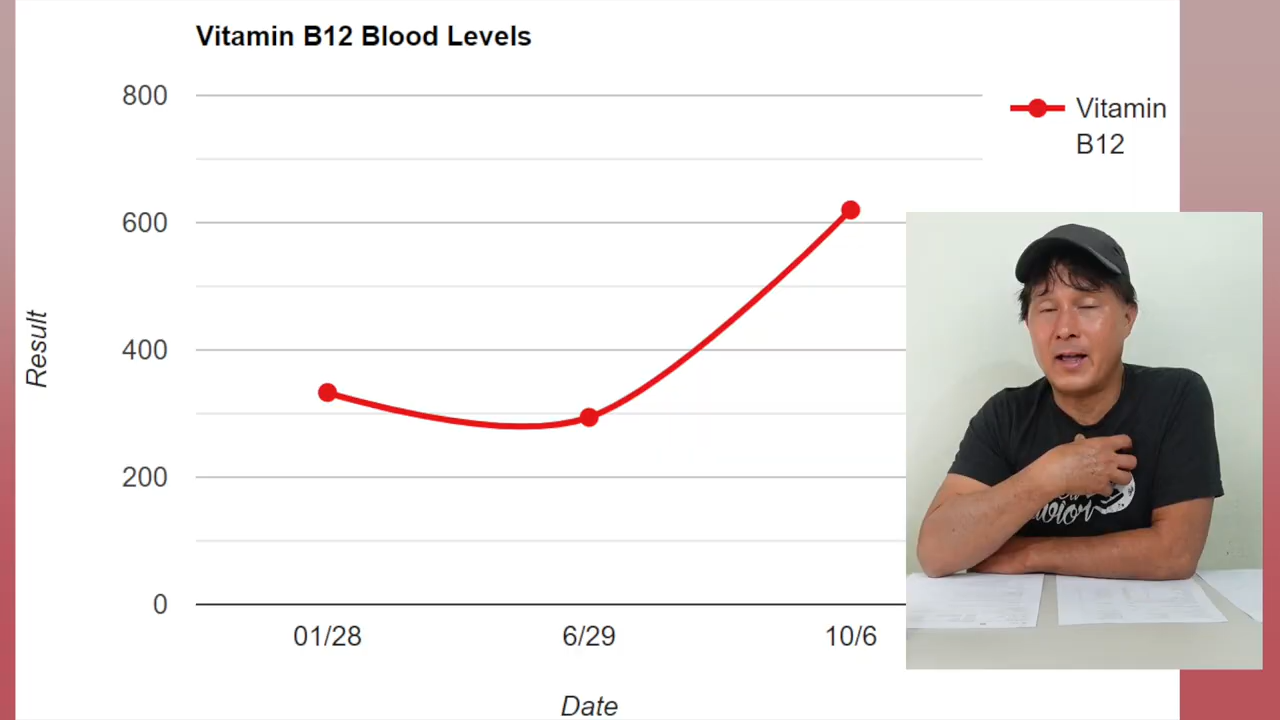 Vitamin B12 Blood Levels
800
600
400
200
0
Result
01/28
6/29
10/6
Date
Vitamin
B12